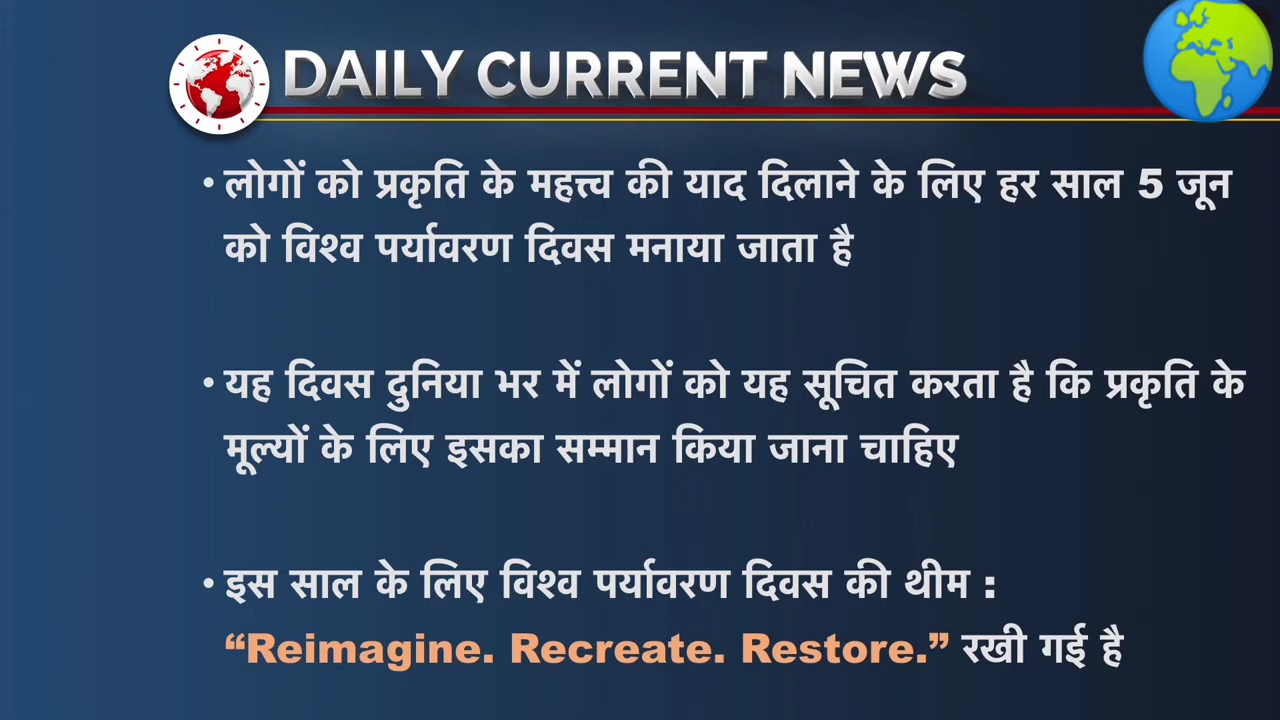 DAILY CURRENT NEWS
• लोगों को प्रकृति के महत्त्व की याद दिलाने के लिए हर साल 5 जून
को विश्व पर्यावरण दिवस मनाया जाता है
• यह दिवस दुनिया भर में लोगों को यह सूचित करता है कि प्रकृति के
मूल्यों के लिए इसका सम्मान किया जाना चाहिए
• इस साल के लिए विश्व पर्यावरण दिवस की थीम :
“Reimagine. Recreate. Restore.” रखी गई है